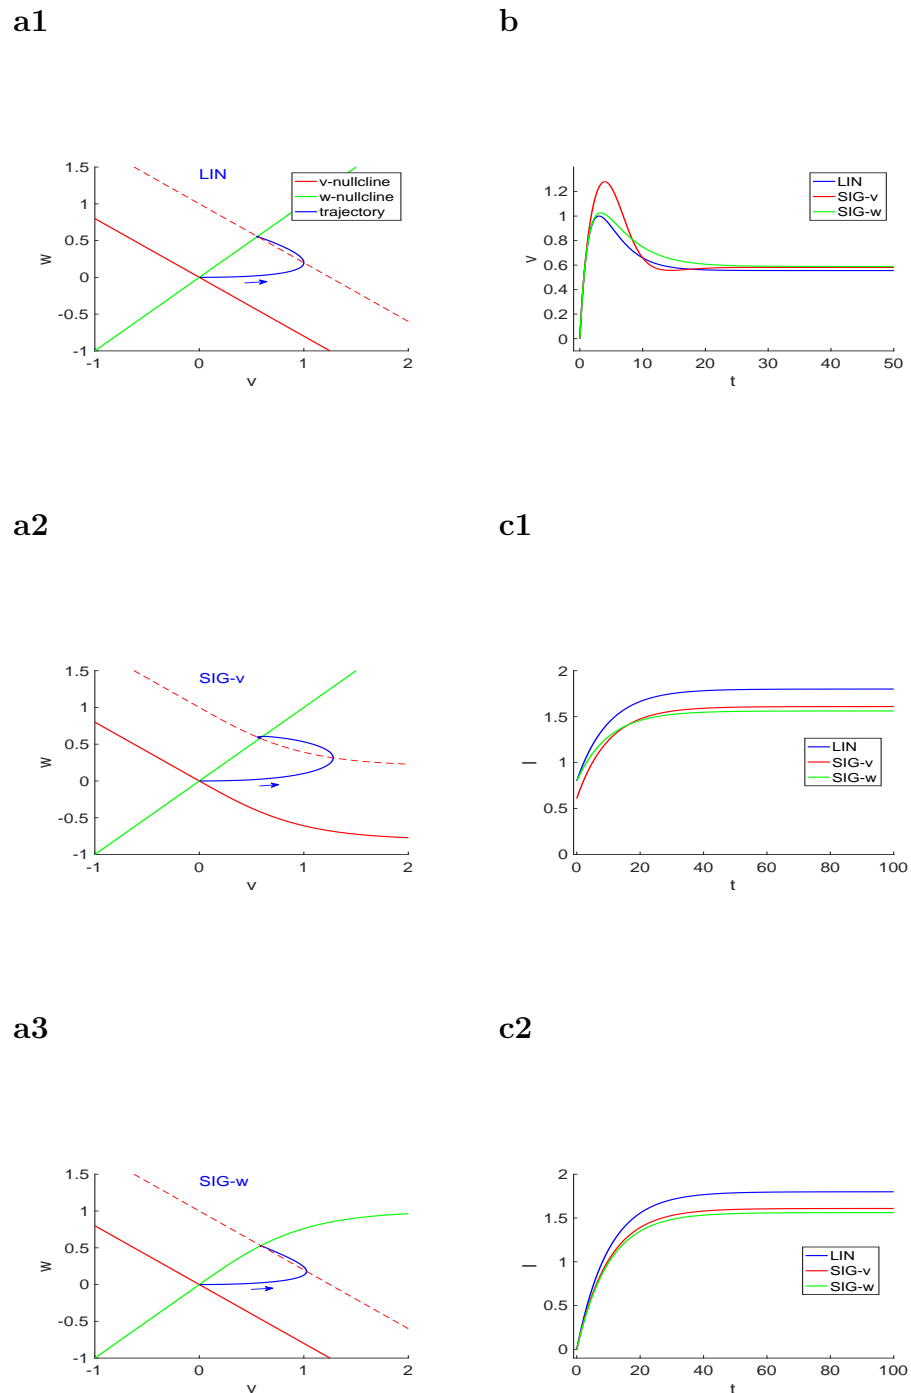 a1
LIN
v-nullcline
w-nullcline
trajectory
1.5
1
0.5
0
-0.5
-1
w
-1 0 1 2
v
b
LIN
SIG-v
SIG-w
1.2
1
0.8
0.6
0.4
0.2
0
v
0 10 20 30 40 50
t
a2
SIG-v
1.5
1
0.5
0
-0.5
-1
w
-1 0 1 2
v
c1
LIN
SIG-v
SIG-w
2
1.5
1
0.5
0
I
0 20 40 60 80 100
t
a3
SIG-w
1.5
1
0.5
0
-0.5
-1
w
-1 0 1 2
v
c2
LIN
SIG-v
SIG-w
2
1.5
1
0.5
0
I
0 20 40 60 80 100
t